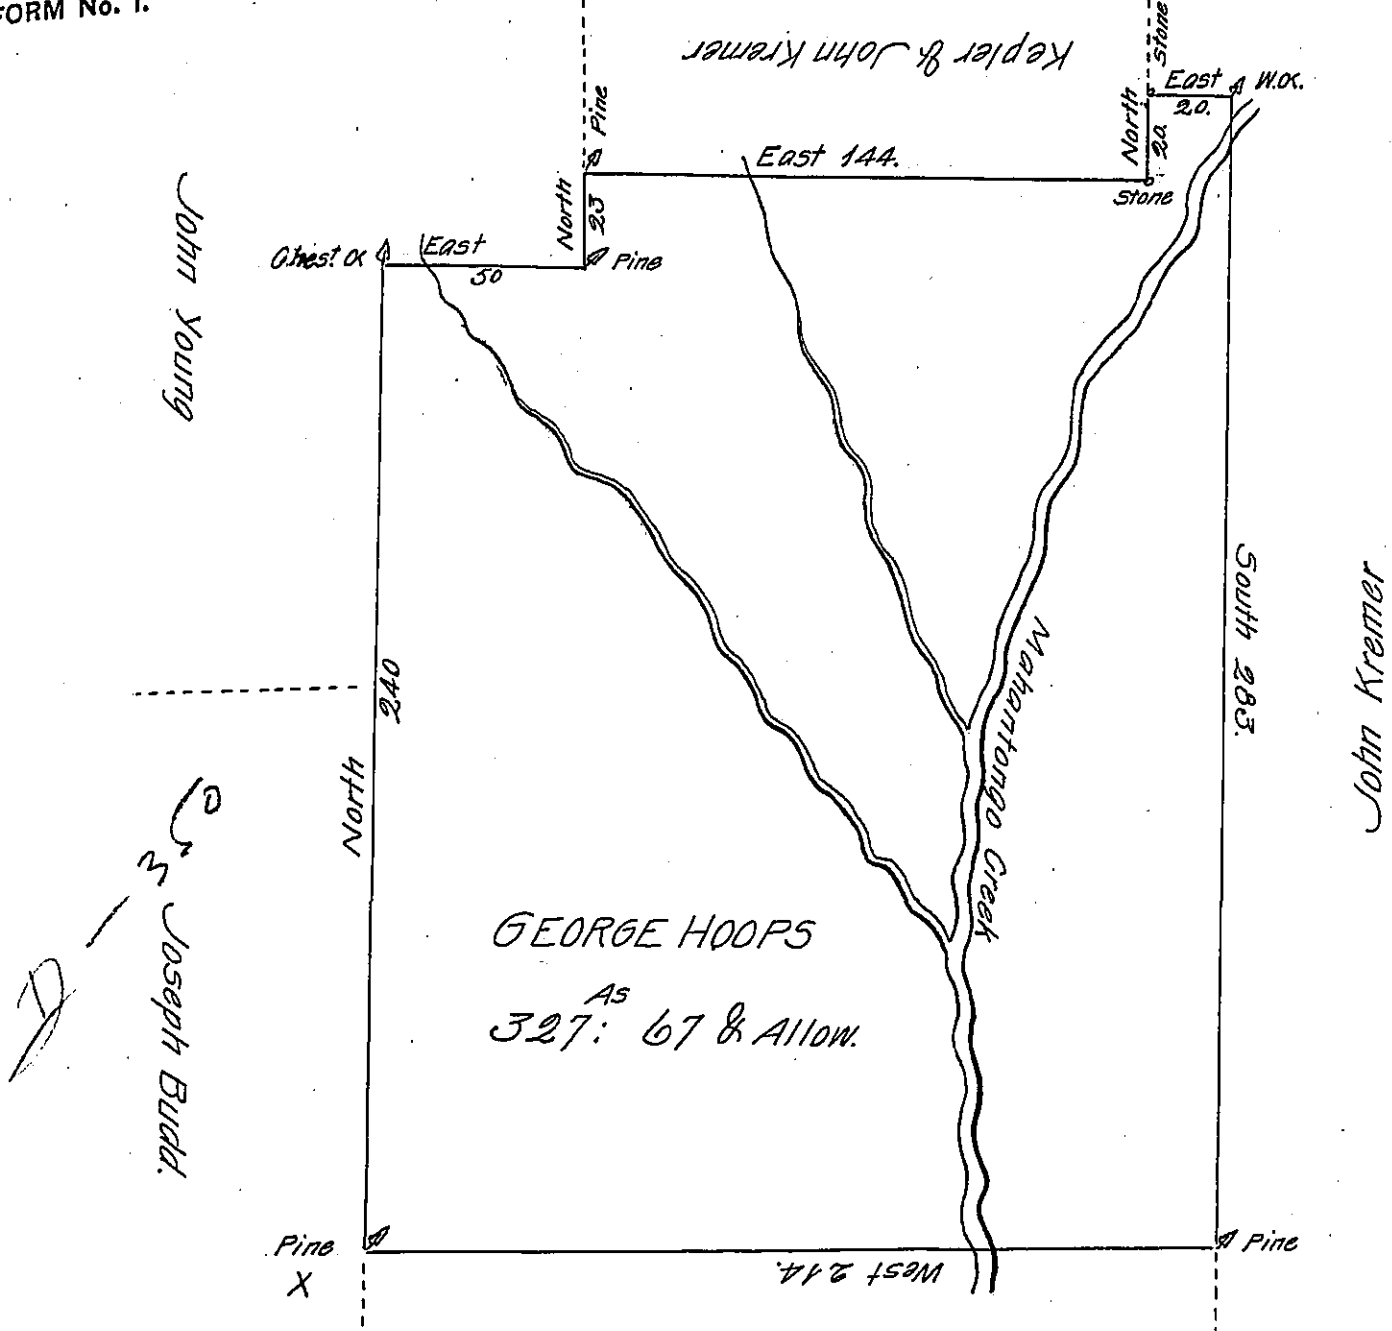 FORM No. 1.
Kepler & John Kremer
Stone
East
20.
W.O.
North
20.
Pine
East 144.
Stone
North
23
Chest. O
East
50
Pine
John Young
South 283.
John Kremer
Mahantongo Creek
240
North
D-35
Joseph Budd.
GEORGE HOOPS
As
327: 67 & Allow.
Pine
X
West 214.
Pine